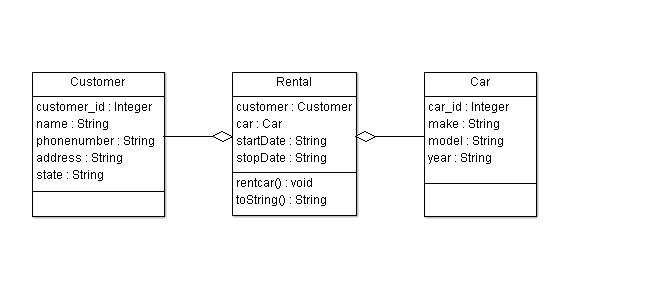 Customer
customer_id : Integer
name : String
phonenumber : String
address : String
state : String
Rental
customer : Customer
car : Car
startDate : String
stopDate : String
rentcar() : void
toString() : String
Car
car_id : Integer
make : String
model : String
year : String